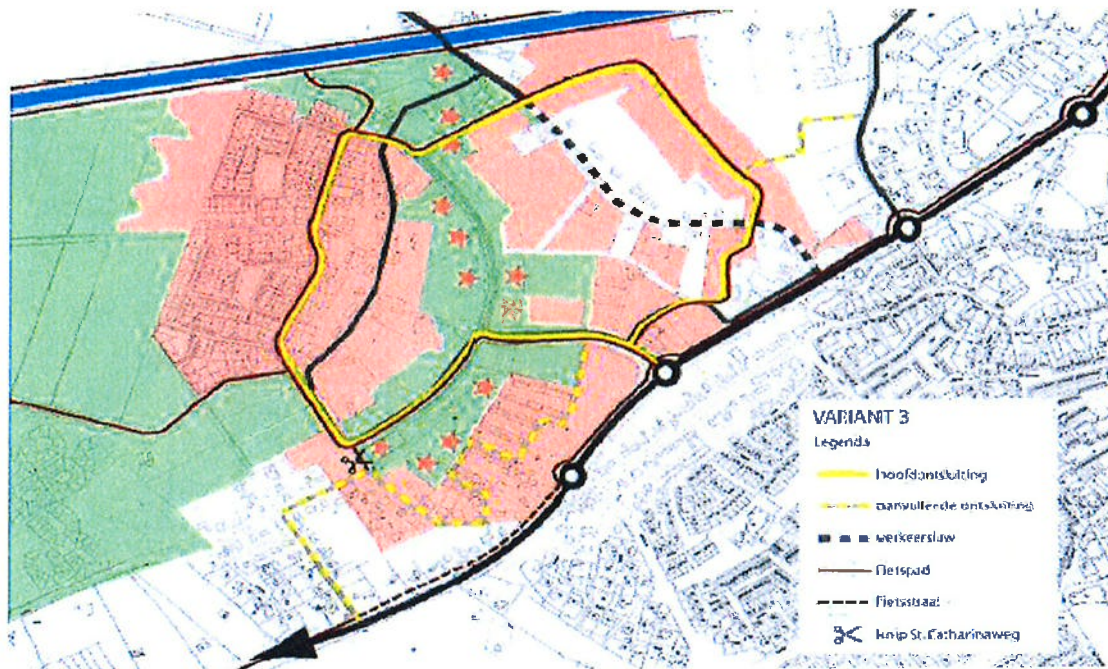 VARIANT 3
Legenda
hoofdontsluiting
aanvullende ontsluiting
verkeersluw
Fietspad
Fietsstraat
knip St. Catharinaweg